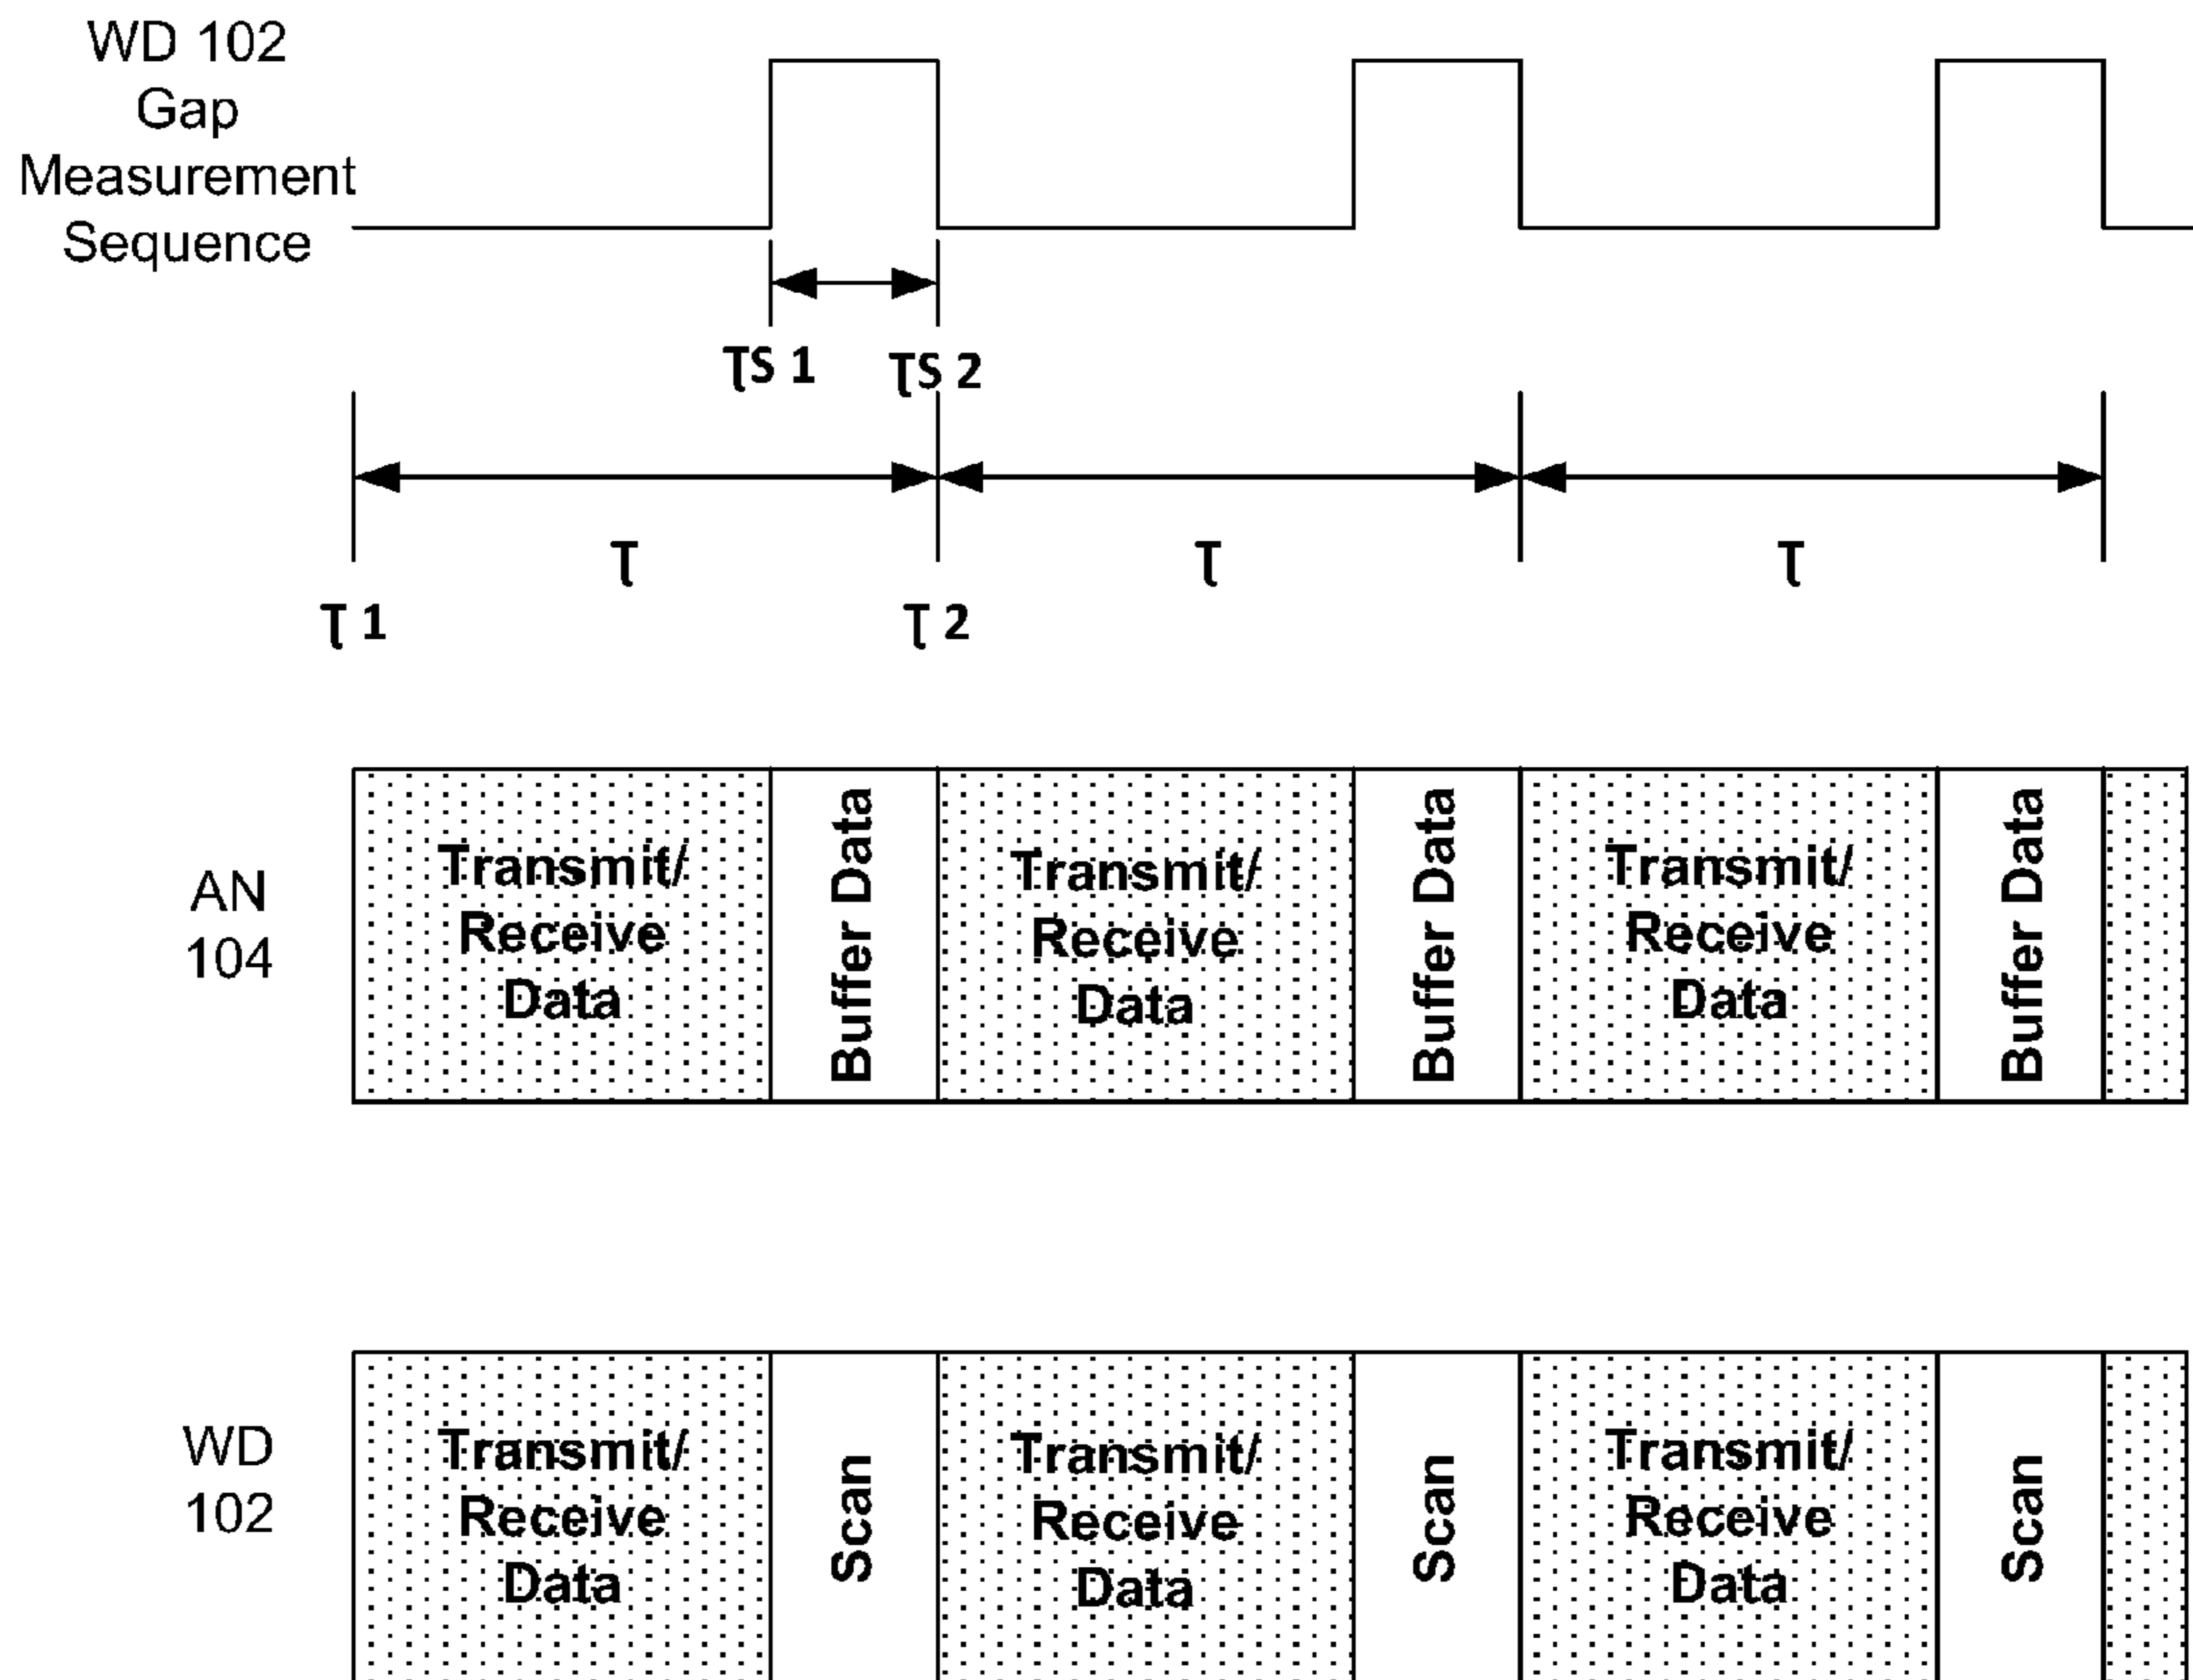 WD 102
Gap
Measurement
Sequence
τS 1
τS 2
τ
τ
τ
τ 1
τ 2
AN
104
Transmit/
Receive
Data
Buffer Data
Transmit/
Receive
Data
Buffer Data
Transmit/
Receive
Data
Buffer Data
WD
102
Transmit/
Receive
Data
Scan
Transmit/
Receive
Data
Scan
Transmit/
Receive
Data
Scan